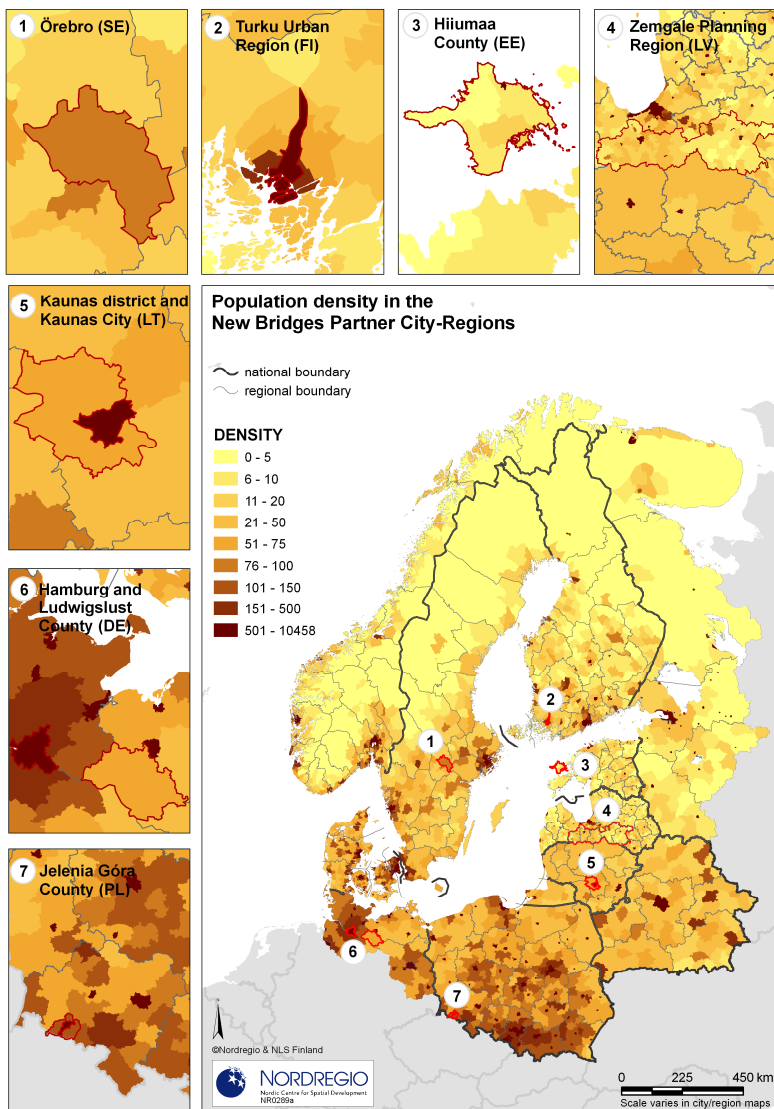 1 Örebro (SE)
2 Turku Urban
Region (FI)
3 Hiiumaa
County (EE)
4 Zemgale Planning
Region (LV)
5 Kaunas district and
Kaunas City (LT)
6 Hamburg and
Ludwigslust
County (DE)
7 Jelenia Góra
County (PL)
Population density in the
New Bridges Partner City-Regions
national boundary
regional boundary
DENSITY
0 - 5
6 - 10
11 - 20
21 - 50
51 - 75
76 - 100
101 - 150
151 - 500
501 - 10458
1
2
3
4
5
6
7
©Nordregio & NLS Finland
NORDREGIO
Nordic Centre for Spatial Development
NR0289a
0 225 450 km
Scale varies in city/region maps